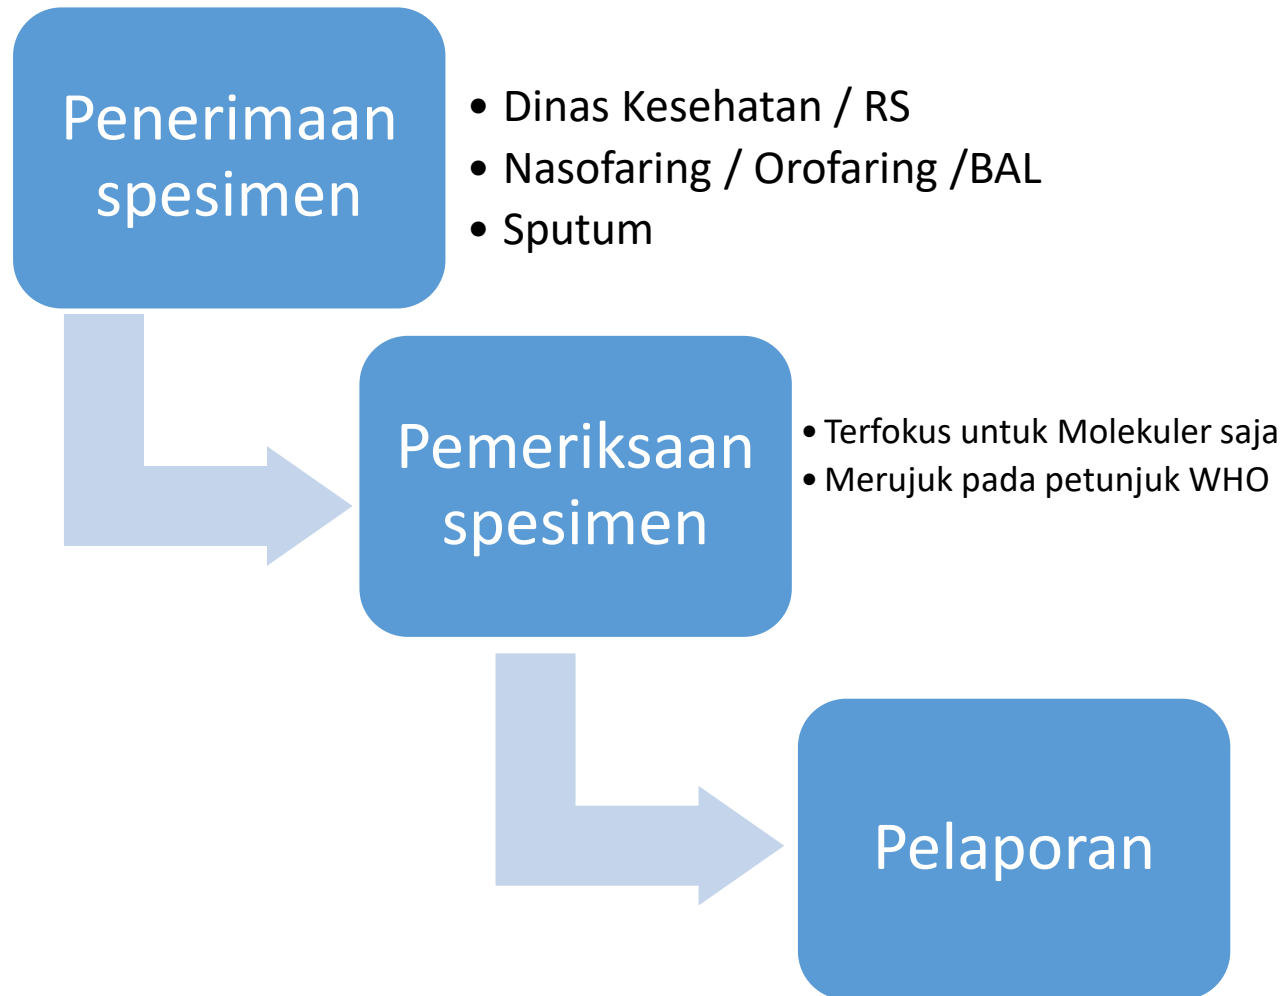 Penerimaan
spesimen
• Dinas Kesehatan / RS
• Nasofaring / Orofaring /BAL
• Sputum
Pemeriksaan
spesimen
• Terfokus untuk Molekuler saja
• Merujuk pada petunjuk WHO
Pelaporan